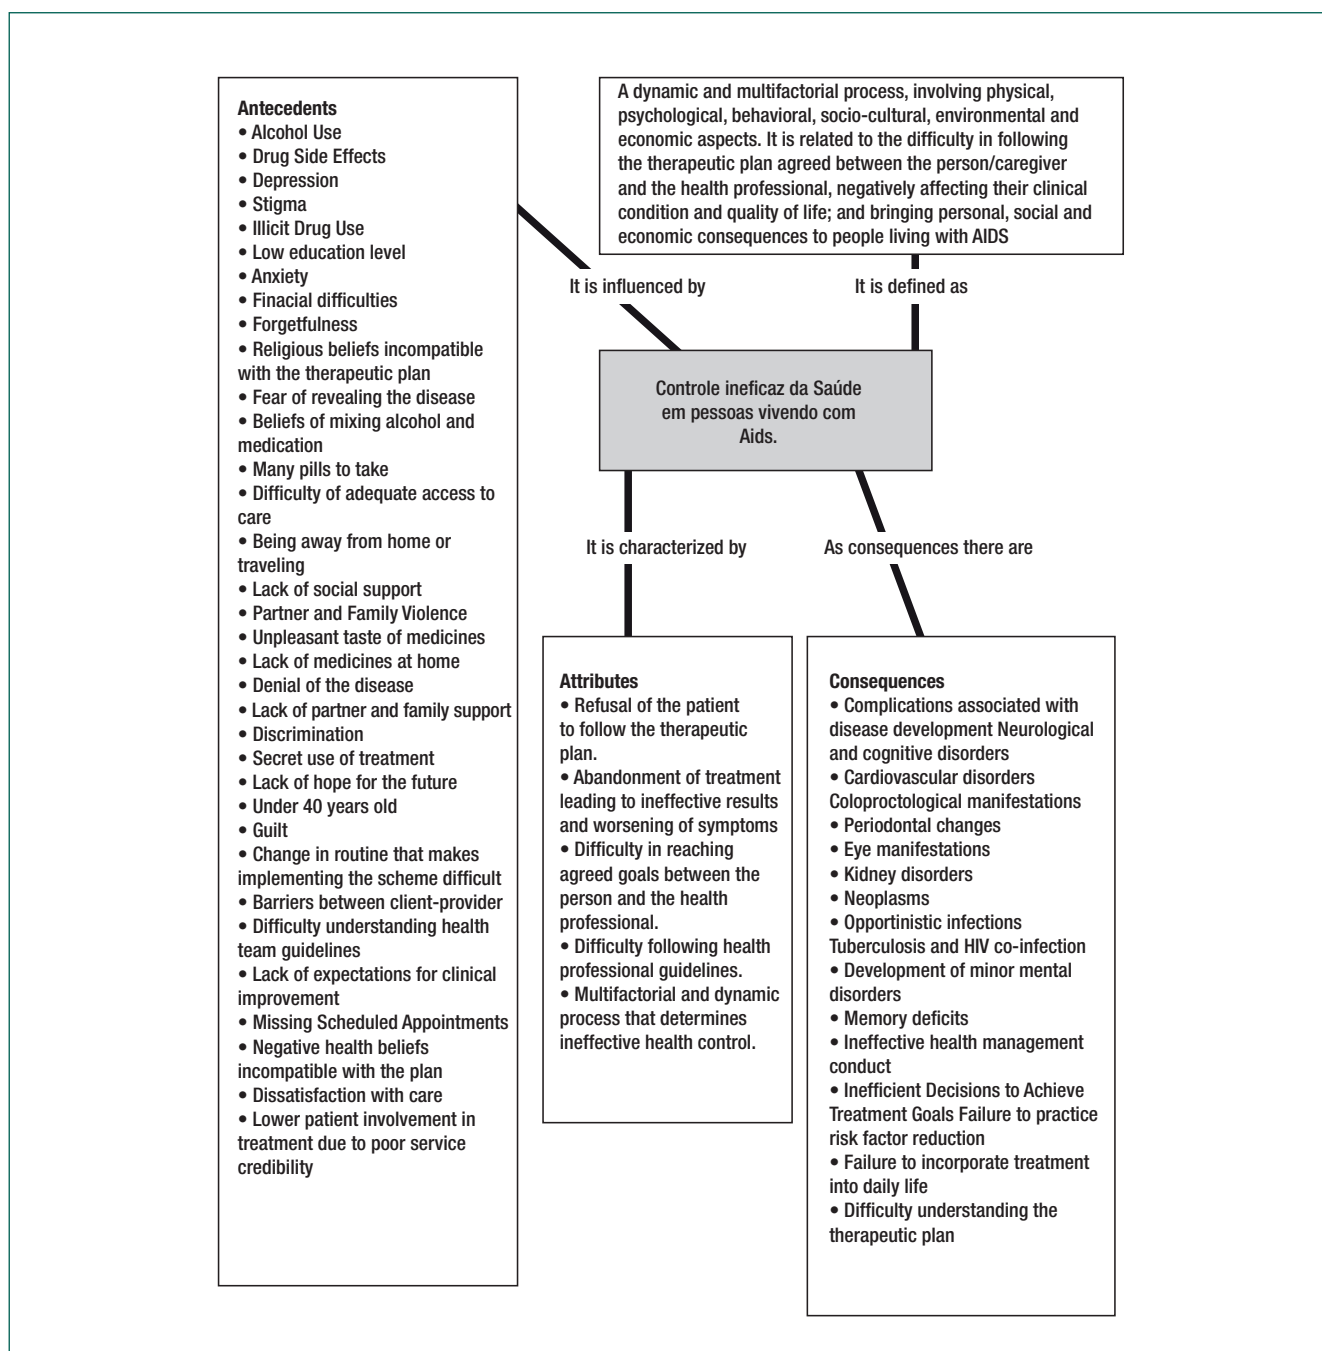 Antecedents
• Alcohol Use
• Drug Side Effects
• Depression
• Stigma
• Illicit Drug Use
• Low education level
• Anxiety
• Finacial difficulties
• Forgetfulness
• Religious beliefs incompatible
with the therapeutic plan
• Fear of revealing the disease
• Beliefs of mixing alcohol and
medication
• Many pills to take
• Difficulty of adequate access to
care
• Being away from home or
traveling
• Lack of social support
• Partner and Family Violence
• Unpleasant taste of medicines
• Lack of medicines at home
• Denial of the disease
• Lack of partner and family support
• Discrimination
• Secret use of treatment
• Lack of hope for the future
• Under 40 years old
• Guilt
• Change in routine that makes
implementing the scheme difficult
• Barriers between client-provider
• Difficulty understanding health
team guidelines
• Lack of expectations for clinical
improvement
• Missing Scheduled Appointments
• Negative health beliefs
incompatible with the plan
• Dissatisfaction with care
• Lower patient involvement in
treatment due to poor service
credibility
A dynamic and multifactorial process, involving physical,
psychological, behavioral, socio-cultural, environmental and
economic aspects. It is related to the difficulty in following
the therapeutic plan agreed between the person/caregiver
and the health professional, negatively affecting their clinical
condition and quality of life; and bringing personal, social and
economic consequences to people living with AIDS
It is influenced by
It is defined as
Controle ineficaz da Saúde
em pessoas vivendo com
Aids.
It is characterized by
As consequences there are
Attributes
• Refusal of the patient
to follow the therapeutic
plan.
• Abandonment of treatment
leading to ineffective results
and worsening of symptoms
• Difficulty in reaching
agreed goals between the
person and the health
professional.
• Difficulty following health
professional guidelines.
• Multifactorial and dynamic
process that determines
ineffective health control.
Consequences
• Complications associated with
disease development Neurological
and cognitive disorders
• Cardiovascular disorders
Coloproctological manifestations
• Periodontal changes
• Eye manifestations
• Kidney disorders
• Neoplasms
• Opportinistic infections
Tuberculosis and HIV co-infection
• Development of minor mental
disorders
• Memory deficits
• Ineffective health management
conduct
• Inefficient Decisions to Achieve
Treatment Goals Failure to practice
risk factor reduction
• Failure to incorporate treatment
into daily life
• Difficulty understanding the
therapeutic plan